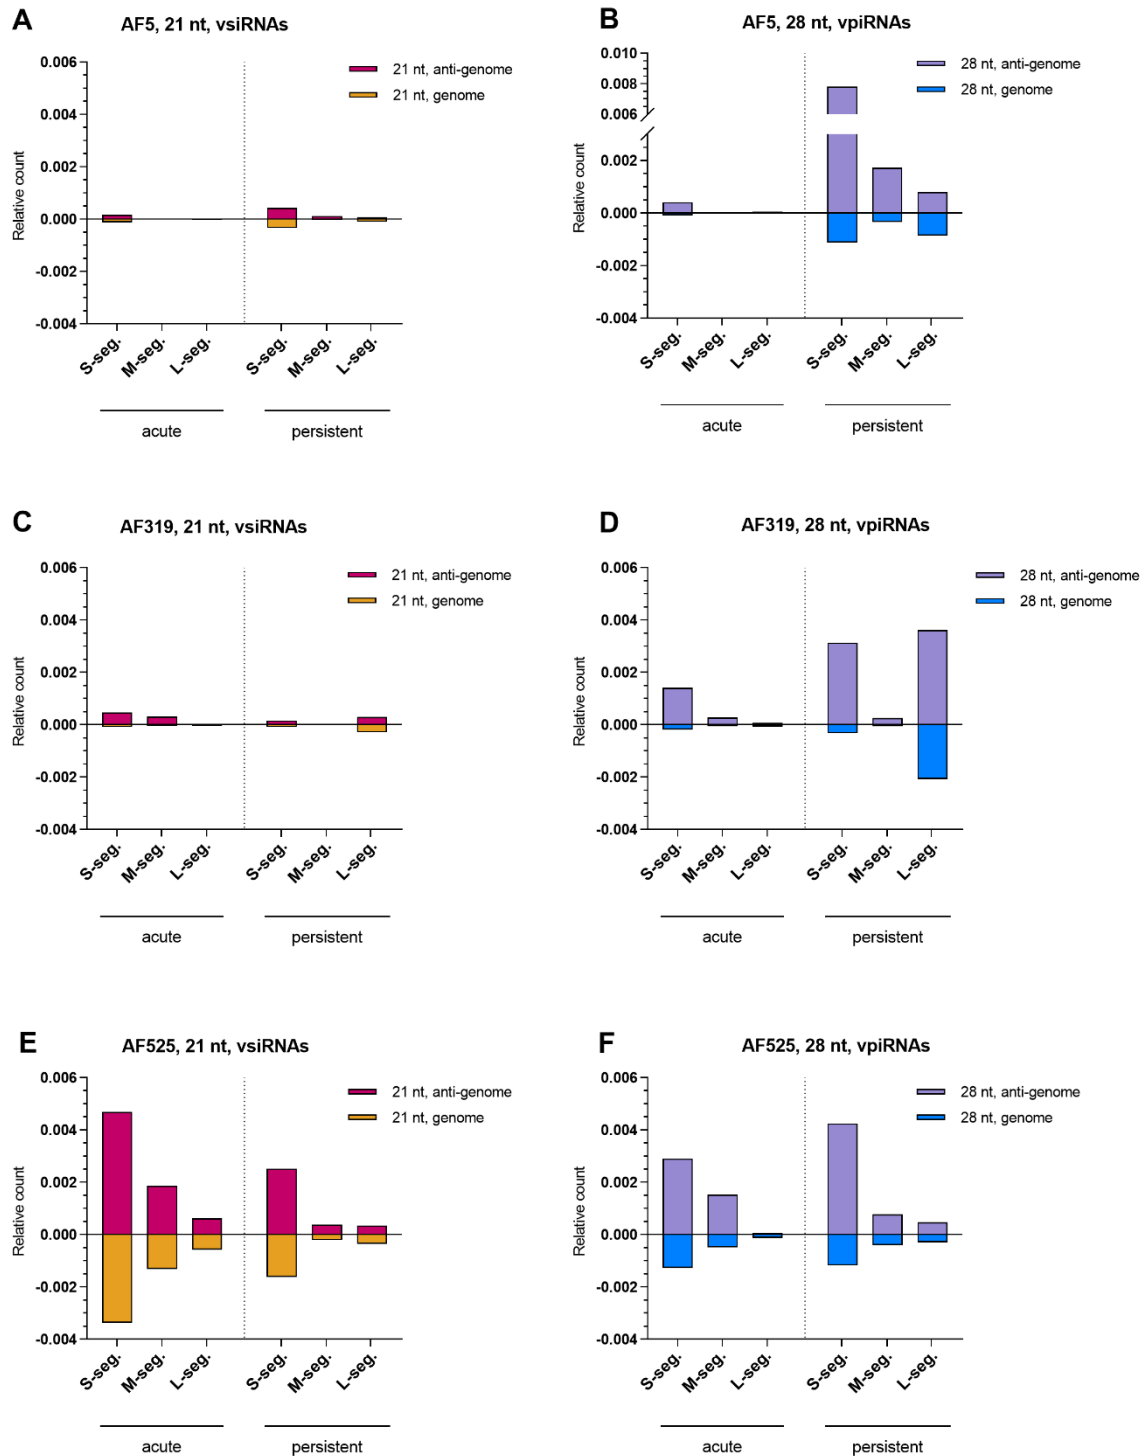 A
AF5, 21 nt, vsiRNAs
0.006
0.004
0.002
0.000
-0.002
-0.004
Relative count
21 nt, anti-genome
21 nt, genome
S-seg.
M-seg.
L-seg.
S-seg.
M-seg.
L-seg.
acute
persistent
B
AF5, 28 nt, vpiRNAs
0.010
0.008
0.006
0.002
0.000
-0.002
-0.004
Relative count
28 nt, anti-genome
28 nt, genome
S-seg.
M-seg.
L-seg.
S-seg.
M-seg.
L-seg.
acute
persistent
C
AF319, 21 nt, vsiRNAs
0.006
0.004
0.002
0.000
-0.002
-0.004
Relative count
21 nt, anti-genome
21 nt, genome
S-seg.
M-seg.
L-seg.
S-seg.
M-seg.
L-seg.
acute
persistent
D
AF319, 28 nt, vpiRNAs
0.006
0.004
0.002
0.000
-0.002
-0.004
Relative count
28 nt, anti-genome
28 nt, genome
S-seg.
M-seg.
L-seg.
S-seg.
M-seg.
L-seg.
acute
persistent
E
AF525, 21 nt, vsiRNAs
0.006
0.004
0.002
0.000
-0.002
-0.004
Relative count
21 nt, anti-genome
21 nt, genome
S-seg.
M-seg.
L-seg.
S-seg.
M-seg.
L-seg.
acute
persistent
F
AF525, 28 nt, vpiRNAs
0.006
0.004
0.002
0.000
-0.002
-0.004
Relative count
28 nt, anti-genome
28 nt, genome
S-seg.
M-seg.
L-seg.
S-seg.
M-seg.
L-seg.
acute
persistent